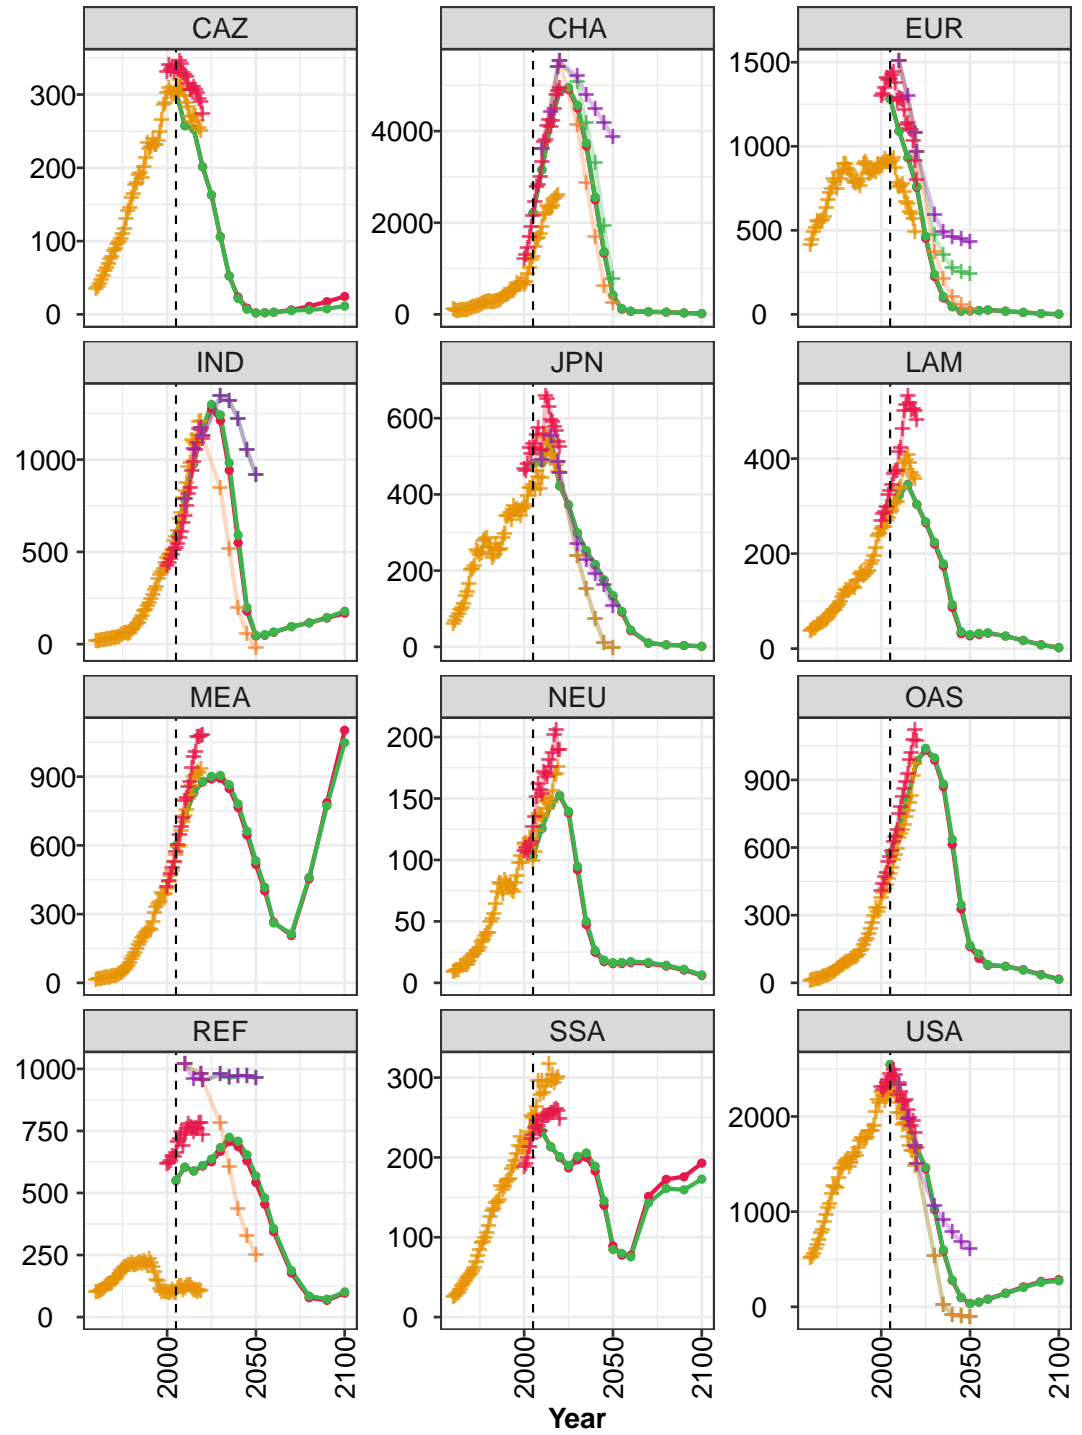 CAZ CHA EUR
300 200 100 0
4000 2000 0
1500 1000 500 0
IND JPN LAM
1000 500 0
600 400 200 0
400 200 0
MEA NEU OAS
900 600 300 0
200 150 100 50 0
900 600 300 0
REF SSA USA
1000 750 500 250 0
300 200 100 0
2000 1000 0
2000 2050 2100 2000 2050 2100 2000 2050 2100
Year